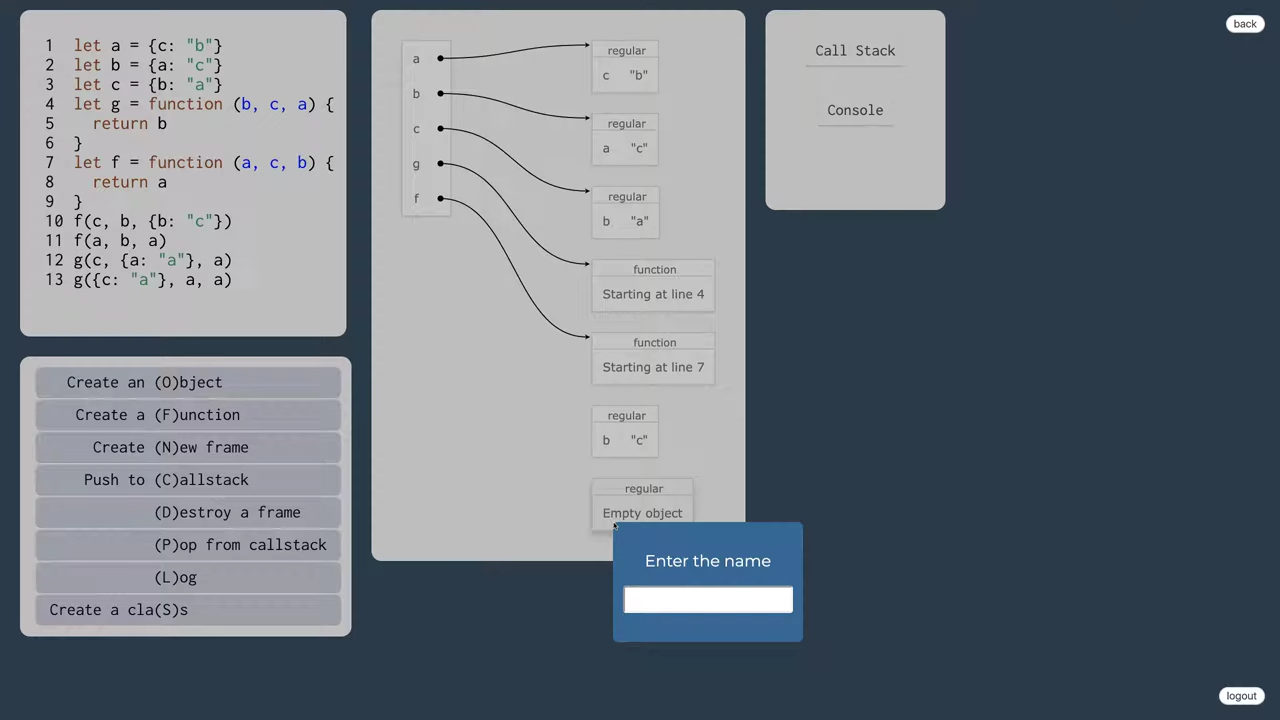 1 let a = {c: "b"}
2 let b = {a: "c"}
3 let c = {b: "a"}
4 let g = function (b, c, a) {
5 return b
6 }
7 let f = function (a, c, b) {
8 return a
9 }
10 f(c, b, {b: "c"})
11 f(a, b, a)
12 g(c, {a: "a"}, a)
13 g({c: "a"}, a, a)
Create an (O)bject
Create a (F)unction
Create (N)ew frame
Push to (C)allstack
(D)estroy a frame
(P)op from callstack
(L)og
Create a cla(S)s
a
b
c
g
f
regular
c "b"
regular
a "c"
regular
b "a"
function
Starting at line 4
function
Starting at line 7
regular
b "c"
regular
Empty object
Enter the name
Call Stack
Console
back
logout